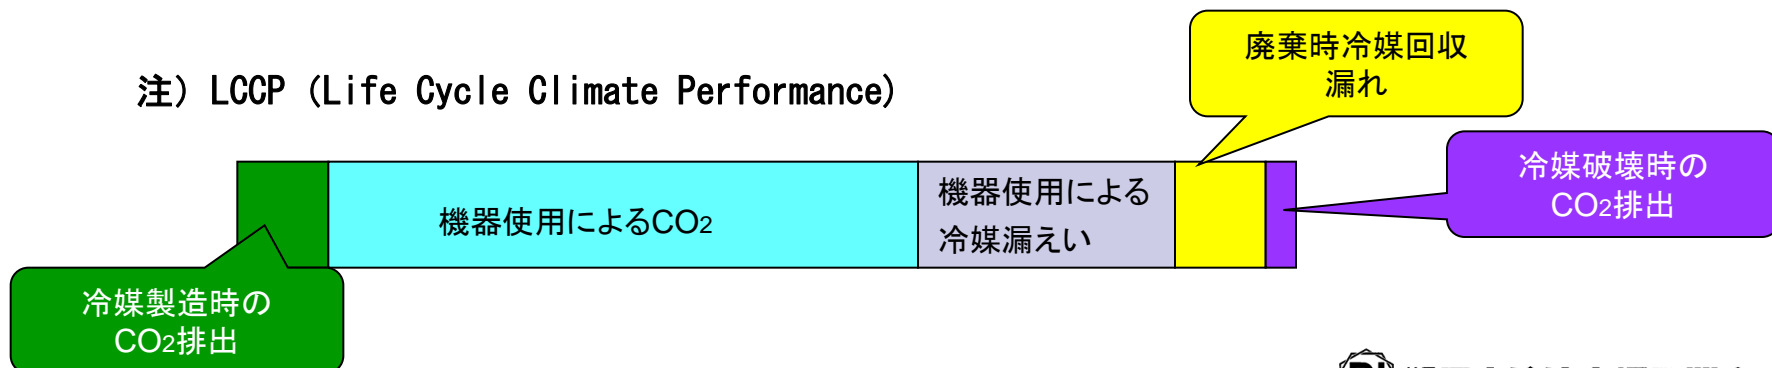 廃棄時冷媒回収
漏れ
注）LCCP (Life Cycle Climate Performance)
冷媒破壊時の
CO2排出
機器使用によるCO2
機器使用による
冷媒漏えい
冷媒製造時の
CO2排出